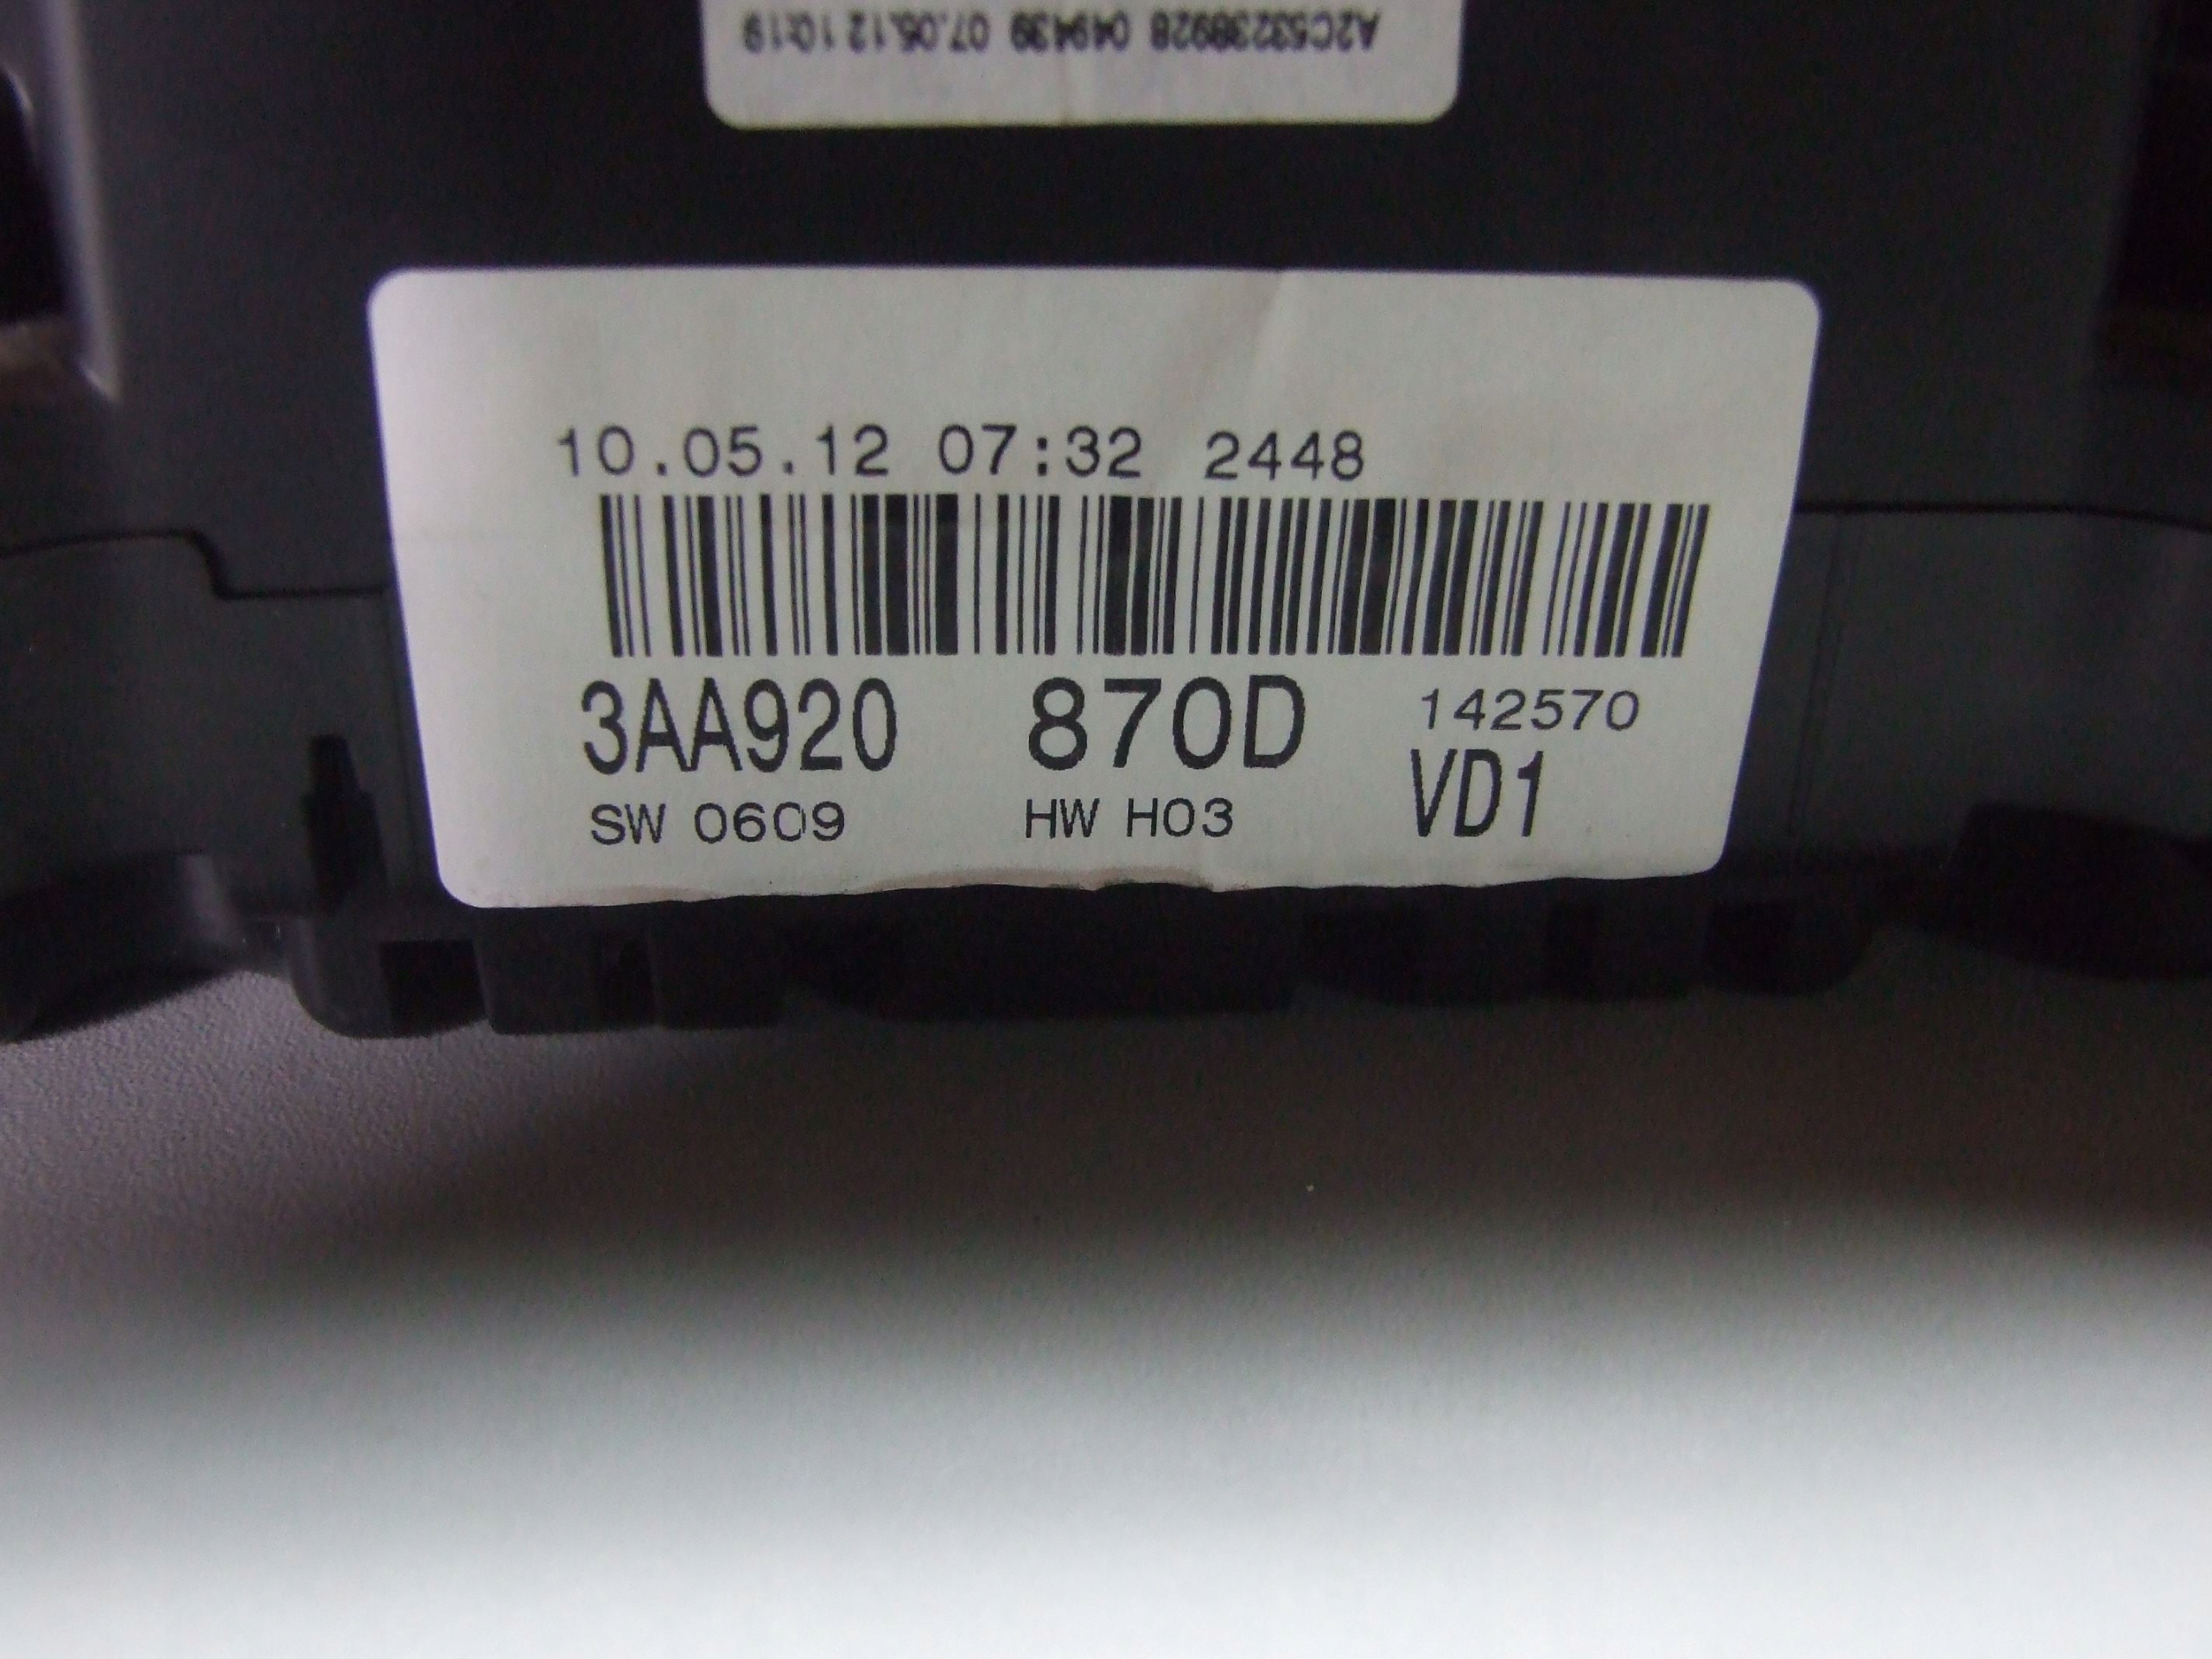 A2C53238928 049439 07.05.12 10:19
10.05.12 07:32 2448
3AA920 870D 142570
VD1
SW 0609 HW H03